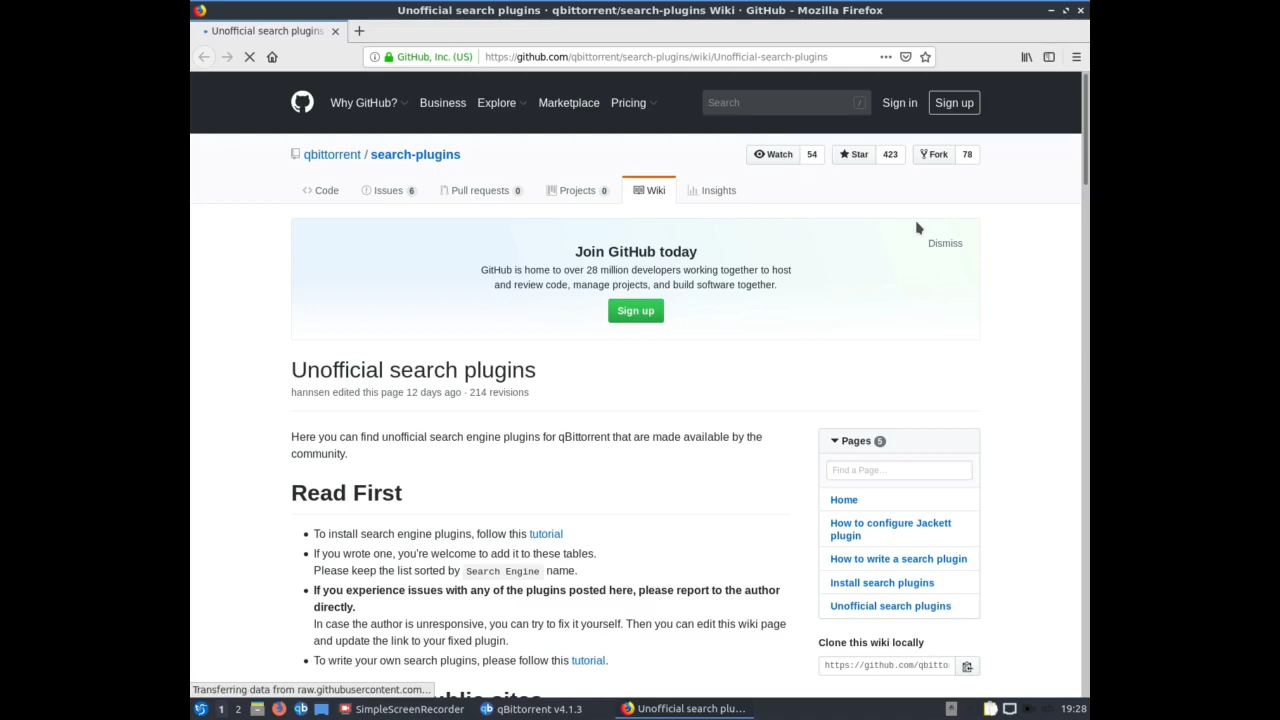 Unofficial search plugins · qbittorrent/search-plugins Wiki · GitHub - Mozilla Firefox
Unofficial search plugins
GitHub, Inc. (US) https://github.com/qbittorrent/search-plugins/wiki/Unofficial-search-plugins
Why GitHub? Business Explore Marketplace Pricing Search / Sign in Sign up
qbittorrent / search-plugins Watch 54 Star 423 Fork 78
Code Issues 6 Pull requests 0 Projects 0 Wiki Insights
Dismiss
Join GitHub today
GitHub is home to over 28 million developers working together to host
and review code, manage projects, and build software together.
Sign up
Unofficial search plugins
hannsen edited this page 12 days ago · 214 revisions
Here you can find unofficial search engine plugins for qBittorrent that are made available by the
community.
Read First
To install search engine plugins, follow this tutorial
If you wrote one, you're welcome to add it to these tables.
Please keep the list sorted by Search Engine name.
If you experience issues with any of the plugins posted here, please report to the author
directly.
In case the author is unresponsive, you can try to fix it yourself. Then you can edit this wiki page
and update the link to your fixed plugin.
To write your own search plugins, please follow this tutorial.
Pages 5
Find a Page…
Home
How to configure Jackett
plugin
How to write a search plugin
Install search plugins
Unofficial search plugins
Clone this wiki locally
https://github.com/qbitto
Transferring data from raw.githubusercontent.com…
1 2 qb SimpleScreenRecorder qb qBittorrent v4.1.3 Unofficial search plu... 19:28